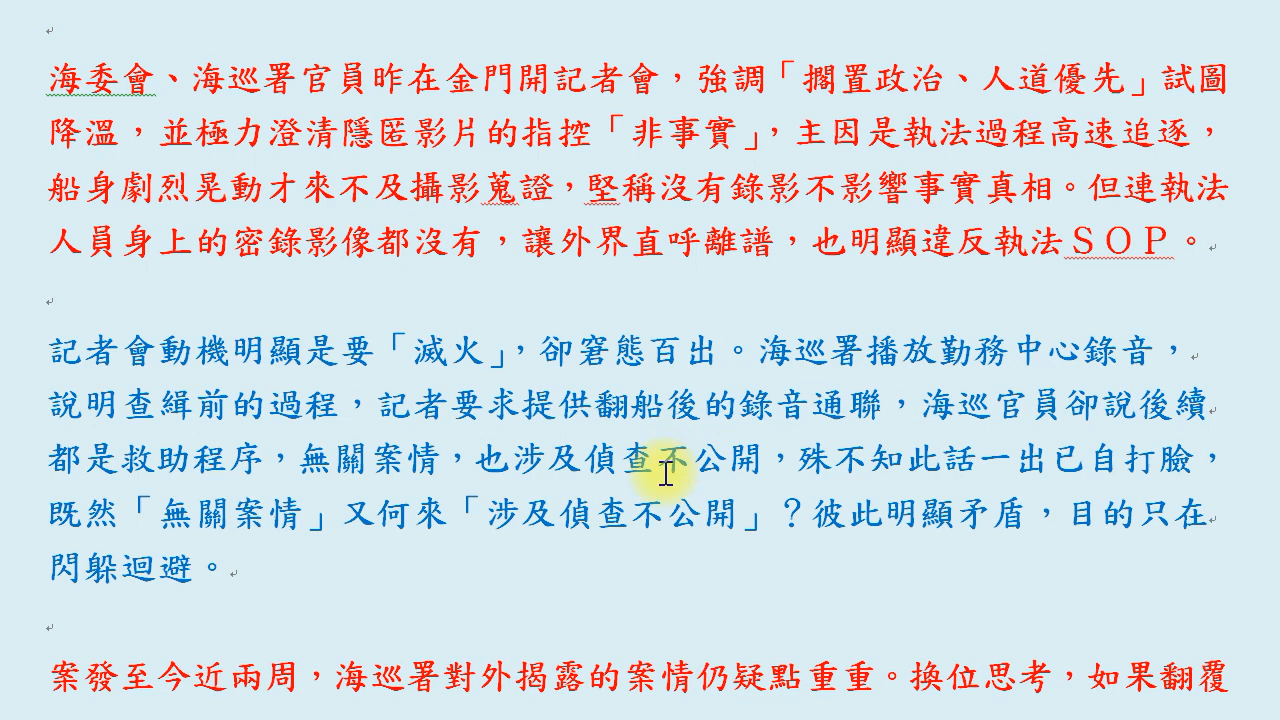 海委會、海巡署官員昨在金門開記者會，強調「擱置政治、人道優先」試圖
降溫，並極力澄清隱匿影片的指控「非事實」，主因是執法過程高速追逐，
船身劇烈晃動才來不及攝影蒐證，堅稱沒有錄影不影響事實真相。但連執法
人員身上的密錄影像都沒有，讓外界直呼離譜，也明顯違反執法ＳＯＰ。
記者會動機明顯是要「滅火」，卻窘態百出。海巡署播放勤務中心錄音，
說明查緝前的過程，記者要求提供翻船後的錄音通聯，海巡官員卻說後續
都是救助程序，無關案情，也涉及偵查不公開，殊不知此話一出已自打臉，
既然「無關案情」又何來「涉及偵查不公開」？彼此明顯矛盾，目的只在
閃躲迴避。
案發至今近兩周，海巡署對外揭露的案情仍疑點重重。換位思考，如果翻覆